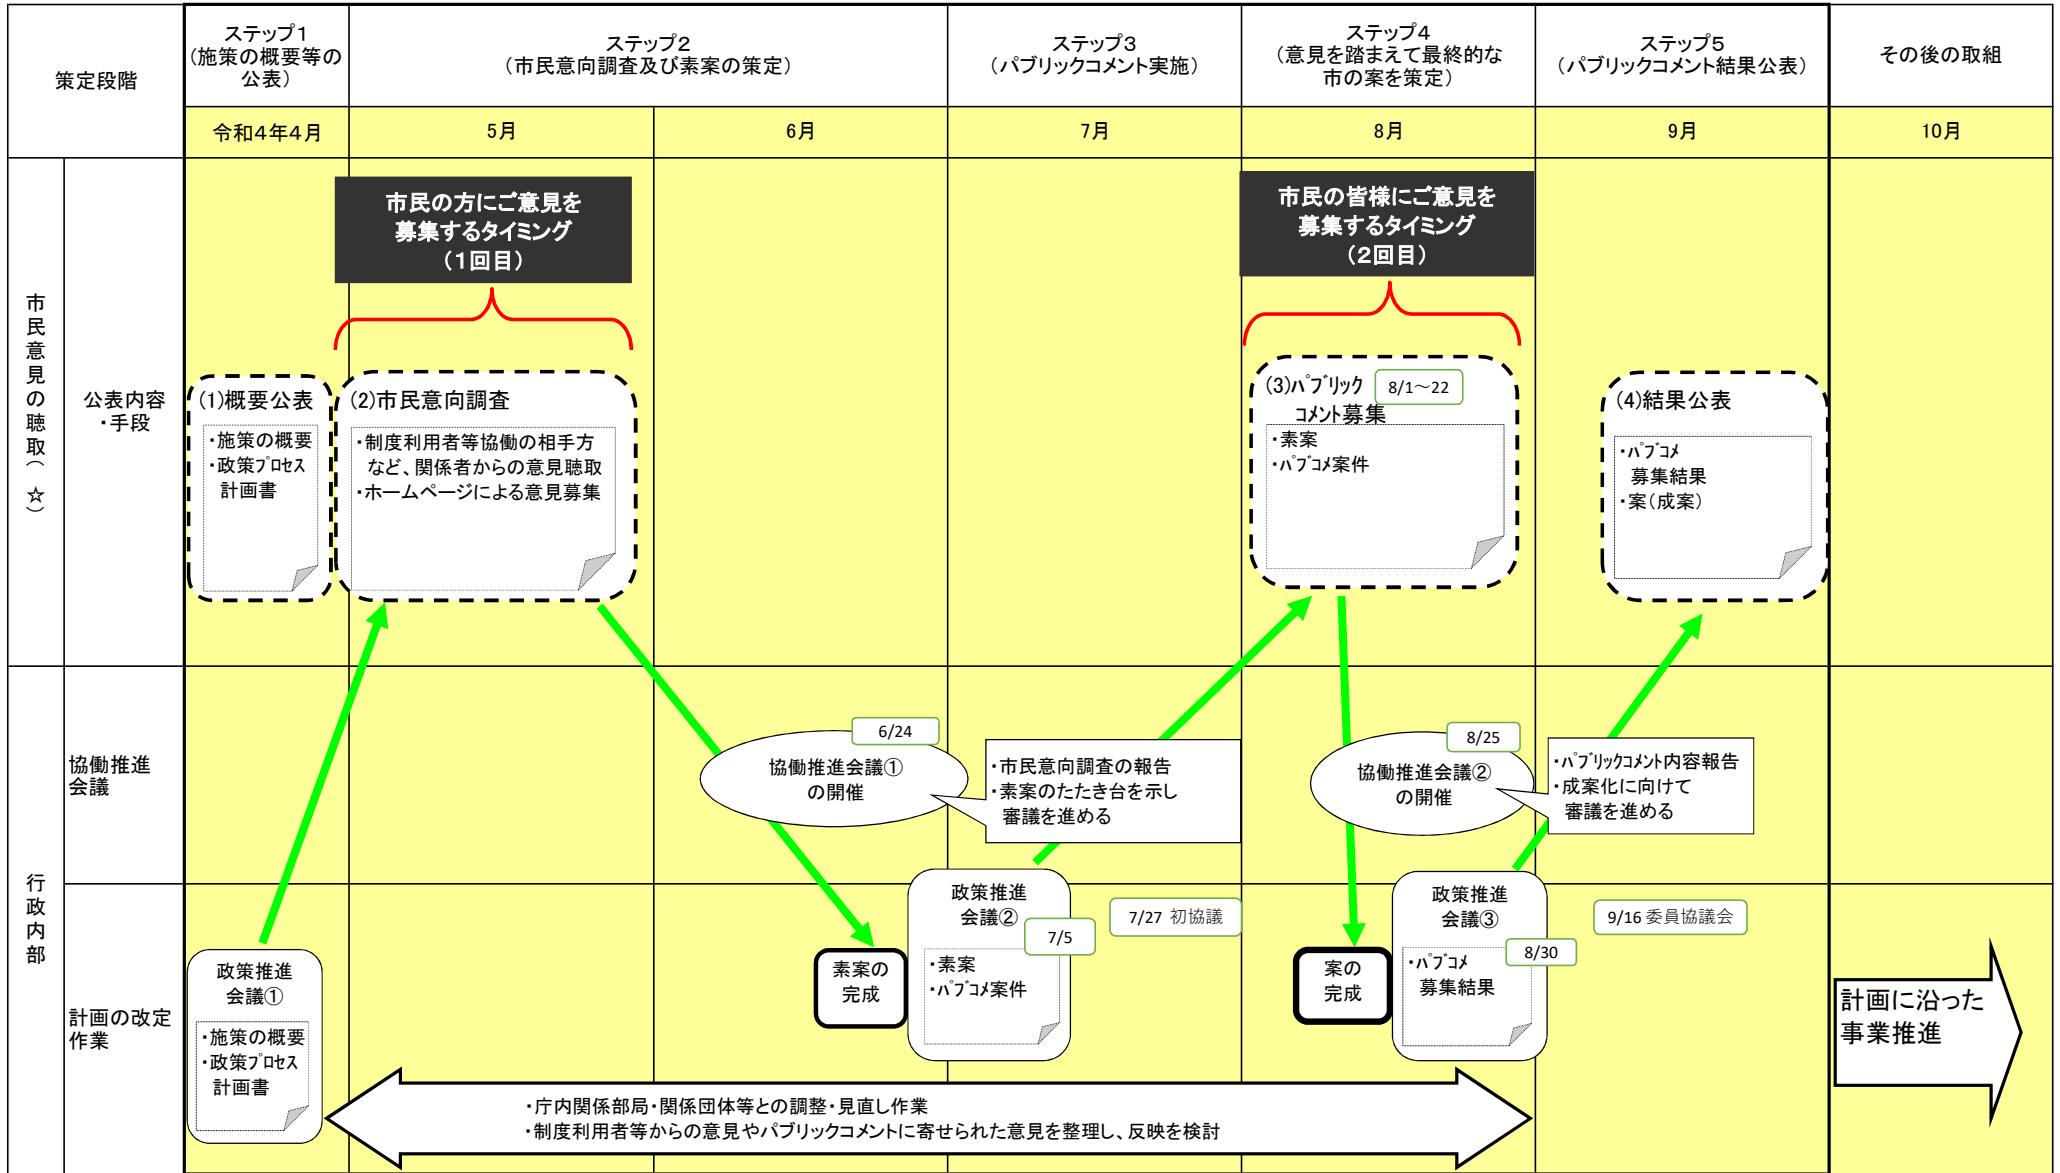 策定段階
ステップ1
(施策の概要等の
公表)
ステップ2
(市民意向調査及び素案の策定)
ステップ3
(パブリックコメント実施)
ステップ4
(意見を踏まえて最終的な
市の案を策定)
ステップ5
(パブリックコメント結果公表)
その後の取組
令和4年4月
5月
6月
7月
8月
9月
10月
市民意見の聴取(☆)
公表内容
・手段
市民の方にご意見を
募集するタイミング
(1回目)
市民の皆様にご意見を
募集するタイミング
(2回目)
(1)概要公表
・施策の概要
・政策プロセス
計画書
(2)市民意向調査
・制度利用者等協働の相手方
など、関係者からの意見聴取
・ホームページによる意見募集
(3)パブリック
コメント募集
8/1~22
・素案
・パブコメ案件
(4)結果公表
・パブコメ
募集結果
・案(成案)
行政内部
協働推進
会議
6/24
協働推進会議①
の開催
・市民意向調査の報告
・素案のたたき台を示し
審議を進める
8/25
協働推進会議②
の開催
・パブリックコメント内容報告
・成案化に向けて
審議を進める
計画の改定
作業
政策推進
会議①
・施策の概要
・政策プロセス
計画書
素案の
完成
政策推進
会議②
7/5
・素案
・パブコメ案件
7/27 初協議
案の
完成
政策推進
会議③
8/30
・パブコメ
募集結果
9/16 委員協議会
計画に沿った
事業推進
・庁内関係部局・関係団体等との調整・見直し作業
・制度利用者等からの意見やパブリックコメントに寄せられた意見を整理し、反映を検討